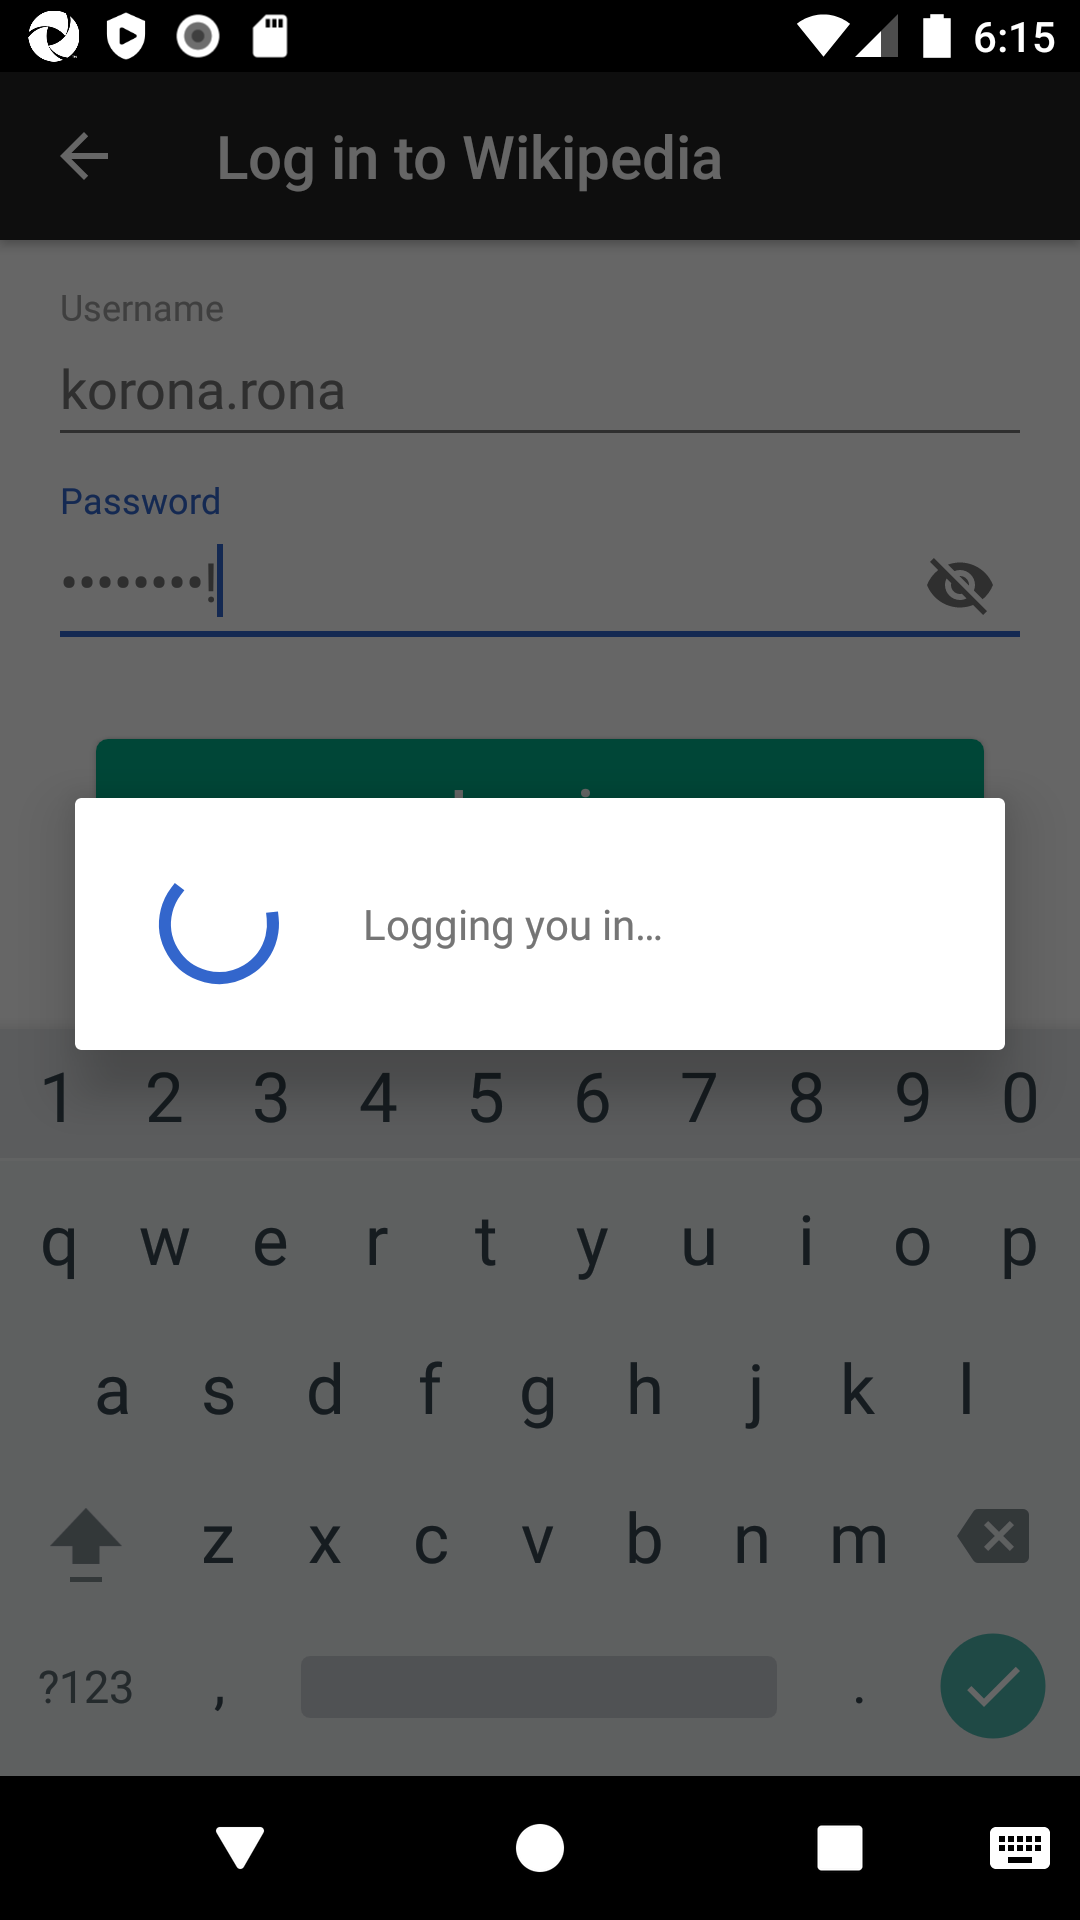 6:15
Log in to Wikipedia
Username
korona.rona
Password
••••••••!
Logging you in…
1 2 3 4 5 6 7 8 9 0
q w e r t y u i o p
a s d f g h j k l
z x c v b n m
?123 , .